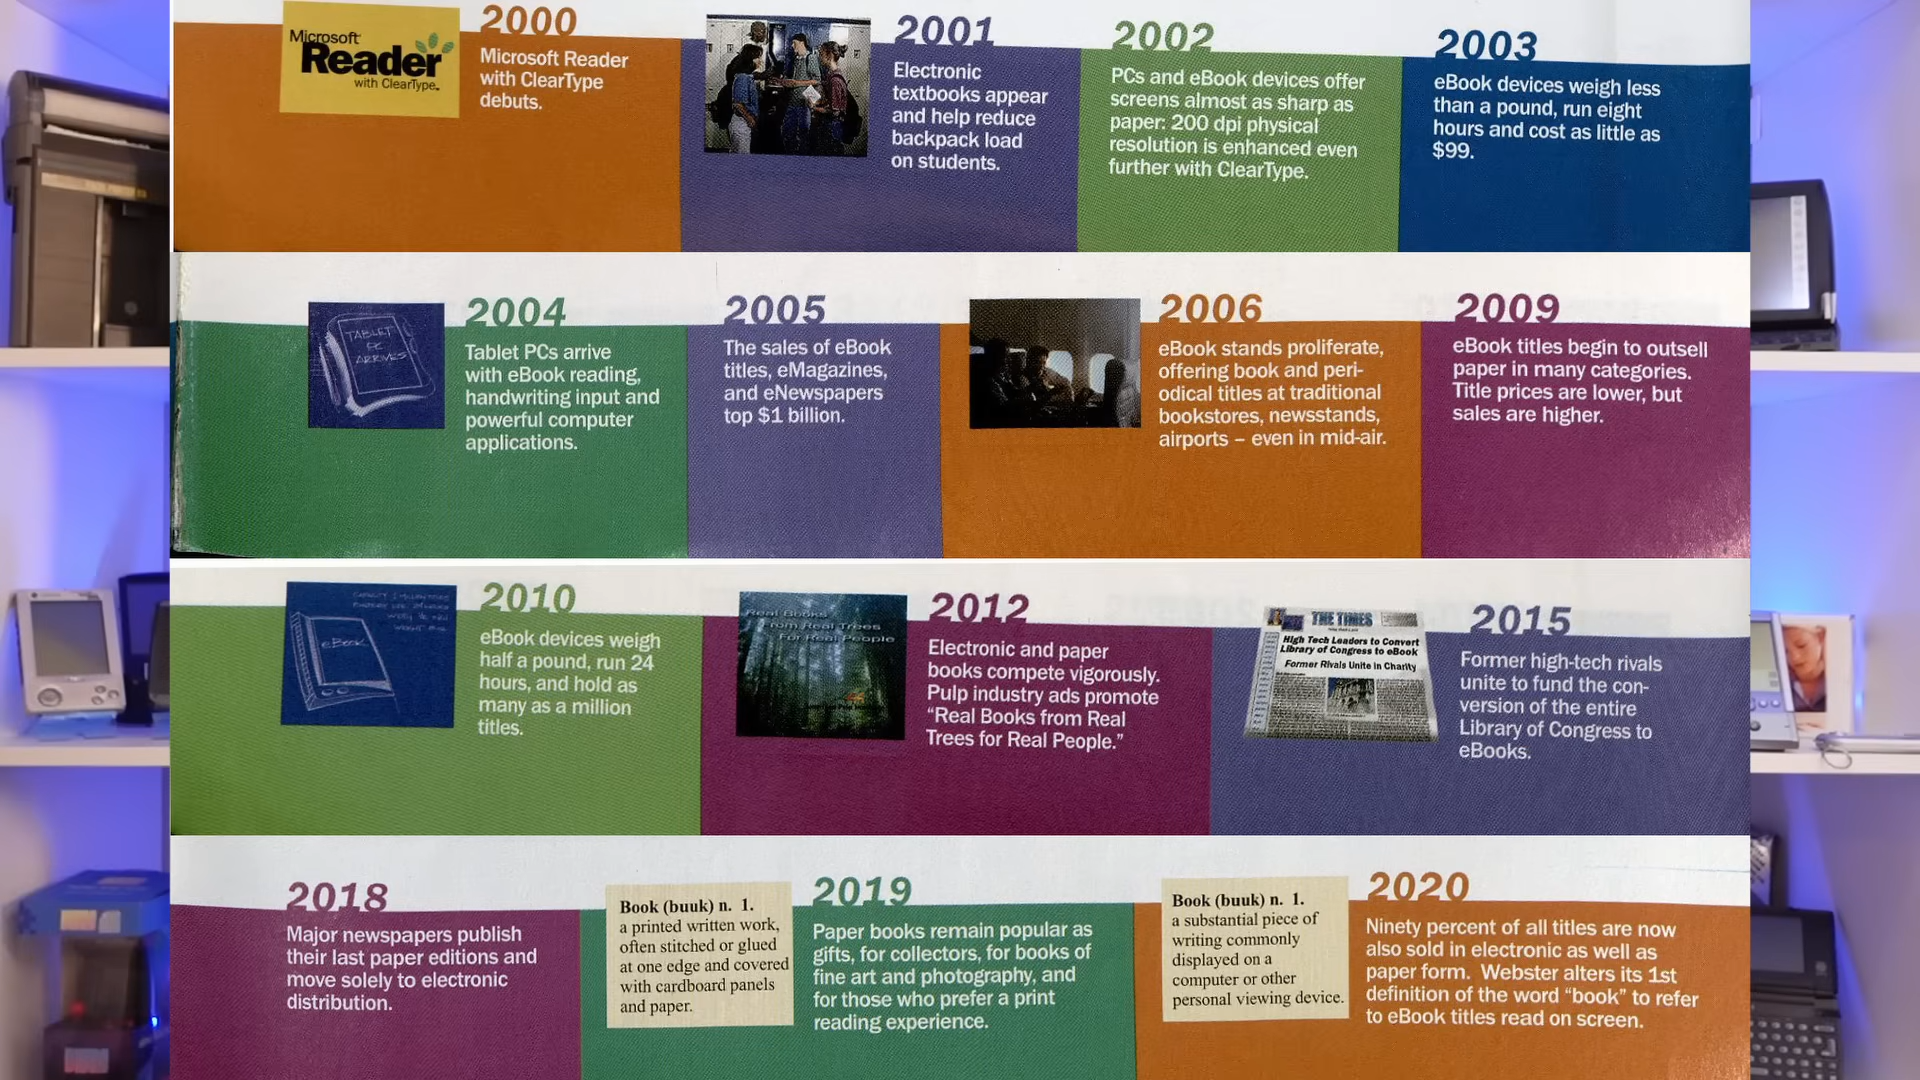 Microsoft
Reader
with ClearType
2000
Microsoft Reader
with ClearType
debuts.
2001
Electronic
textbooks appear
and help reduce
backpack load
on students.
2002
PCs and eBook devices offer
screens almost as sharp as
paper: 200 dpi physical
resolution is enhanced even
further with ClearType.
2003
eBook devices weigh less
than a pound, run eight
hours and cost as little as
$99.
TABLET
PC
ARRIVES
2004
Tablet PCs arrive
with eBook reading,
handwriting input and
powerful computer
applications.
2005
The sales of eBook
titles, eMagazines,
and eNewspapers
top $1 billion.
2006
eBook stands proliferate,
offering book and peri-
odical titles at traditional
bookstores, newsstands,
airports – even in mid-air.
2009
eBook titles begin to outsell
paper in many categories.
Title prices are lower, but
sales are higher.
eBook
2010
eBook devices weigh
half a pound, run 24
hours, and hold as
many as a million
titles.
Real Books
From Real Trees
For Real People
2012
Electronic and paper
books compete vigorously.
Pulp industry ads promote
“Real Books from Real
Trees for Real People.”
THE TIMES
High Tech Leaders to Convert
Library of Congress to eBook
Former Rivals Unite in Charity
2015
Former high-tech rivals
unite to fund the con-
version of the entire
Library of Congress to
eBooks.
2018
Major newspapers publish
their last paper editions and
move solely to electronic
distribution.
Book (buuk) n. 1.
a printed written work,
often stitched or glued
at one edge and covered
with cardboard panels
and paper.
2019
Paper books remain popular as
gifts, for collectors, for books of
fine art and photography, and
for those who prefer a print
reading experience.
Book (buuk) n. 1.
a substantial piece of
writing commonly
displayed on a
computer or other
personal viewing device.
2020
Ninety percent of all titles are now
also sold in electronic as well as
paper form. Webster alters its 1st
definition of the word “book” to refer
to eBook titles read on screen.